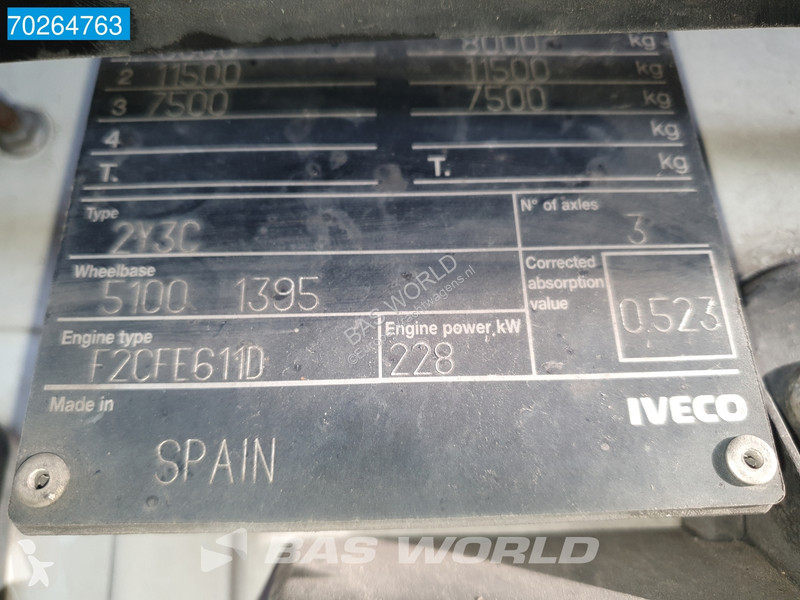 70264763
8000 kg
2 11500 11500 kg
3 7500 7500 kg
4 kg
T. T. kg
Type N° of axles
2Y3C 3
Wheelbase Corrected absorption value
5100 1395 0.523
Engine type Engine power, kW
F2CFE611D 228
Made in IVECO
SPAIN
BAS WORLD
BAS WORLD